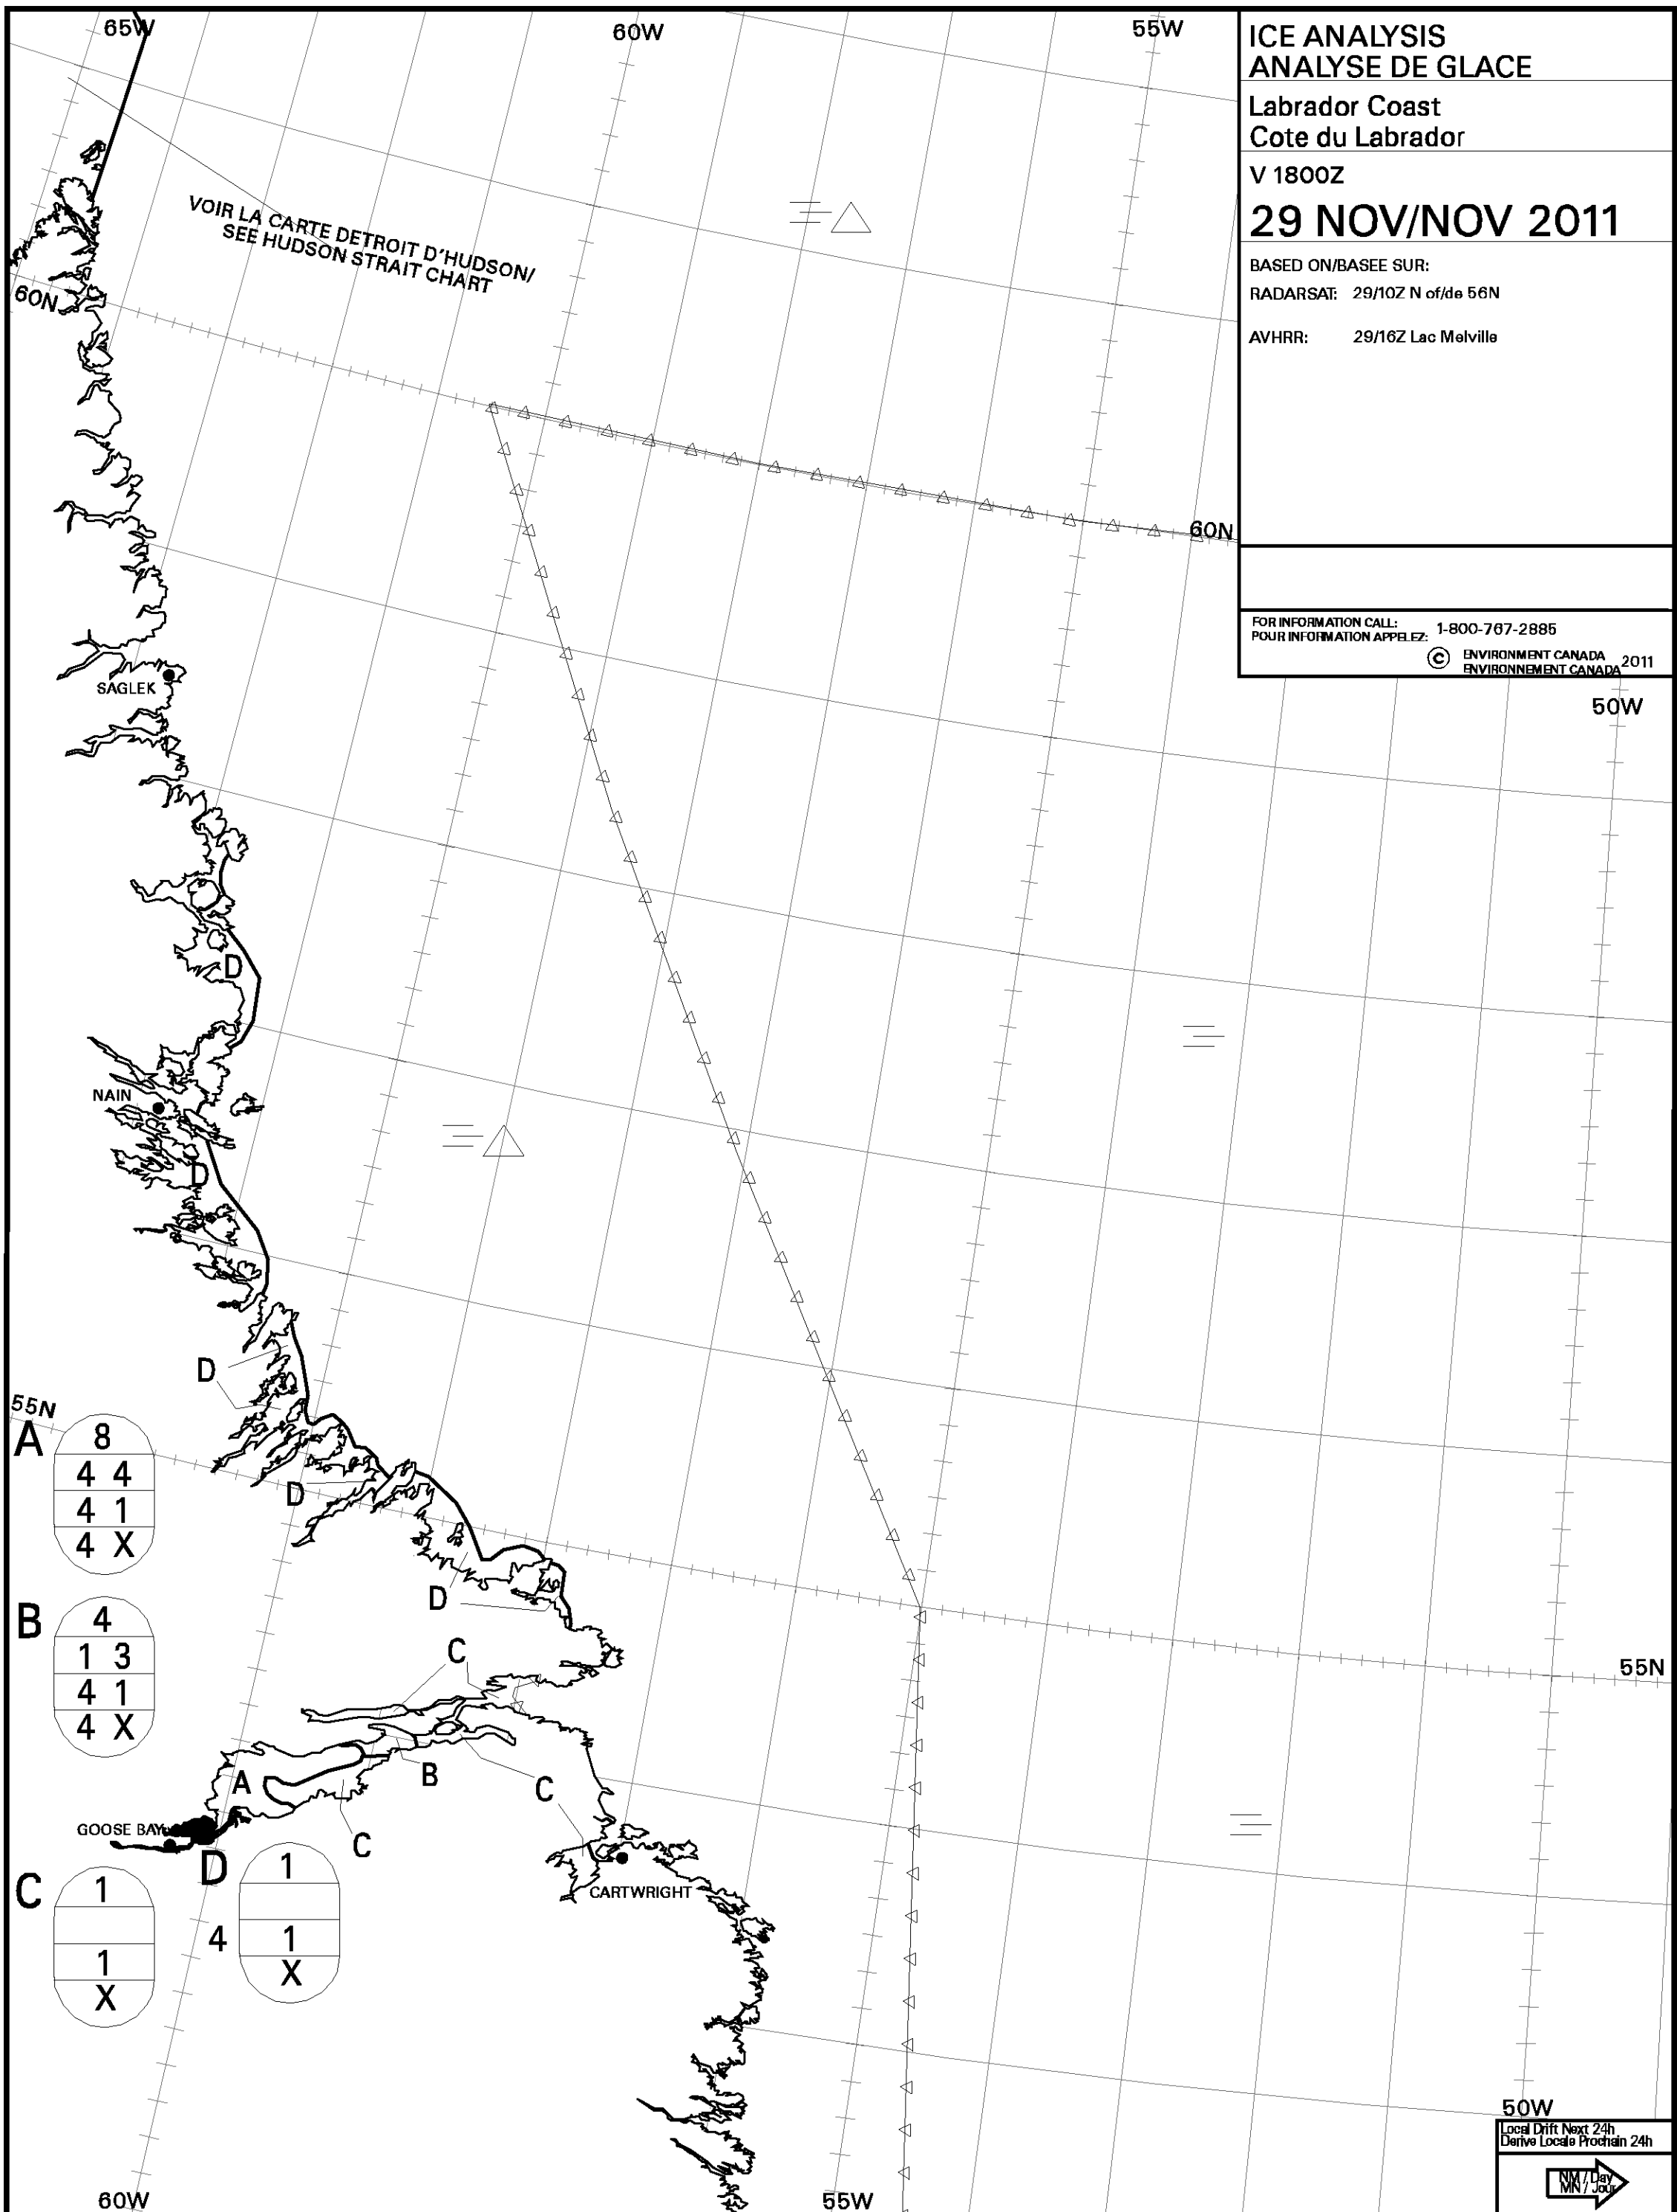 65W
60W
55W
ICE ANALYSIS
ANALYSE DE GLACE
Labrador Coast
Cote du Labrador
V 1800Z
29 NOV/NOV 2011
BASED ON/BASEE SUR:
RADARSAT: 29/10Z N of/de 56N
AVHRR: 29/16Z Lac Melville
FOR INFORMATION CALL:
POUR INFORMATION APPELEZ: 1-800-767-2885
© ENVIRONMENT CANADA
ENVIRONNEMENT CANADA 2011
VOIR LA CARTE DETROIT D'HUDSON/
SEE HUDSON STRAIT CHART
60N
60N
SAGLEK
50W
D
NAIN
D
D
55N
A
8
4 4
4 1
4 X
D
B
4
1 3
4 1
4 X
D
C
55N
B
A
C
GOOSE BAY
C
D
1
4 1
X
C
1
1
X
CARTWRIGHT
50W
Local Drift Next 24h
Derive Locale Prochain 24h
NM / Day
MN / Jour
60W
55W